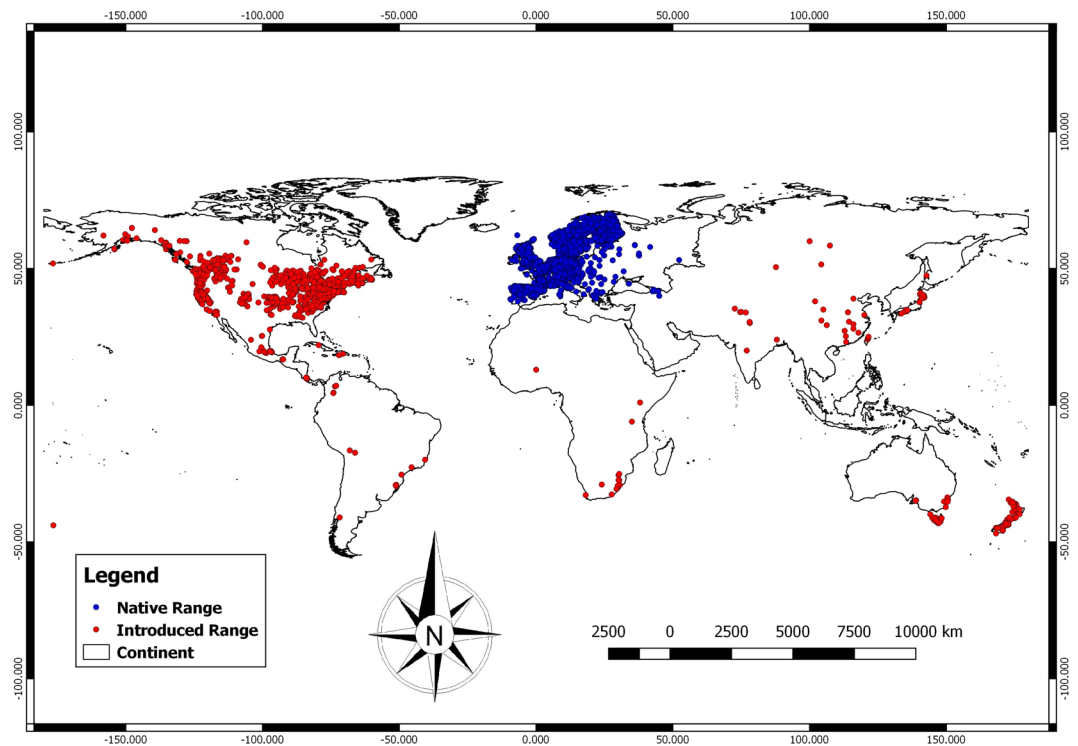 -150.000 -100.000 -50.000 0.000 50.000 100.000 150.000
100.000 100.000
50.000 50.000
0.000 0.000
-50.000 -50.000
-100.000 -100.000
Legend
Native Range
Introduced Range
Continent
N
2500 0 2500 5000 7500 10000 km
-150.000 -100.000 -50.000 0.000 50.000 100.000 150.000